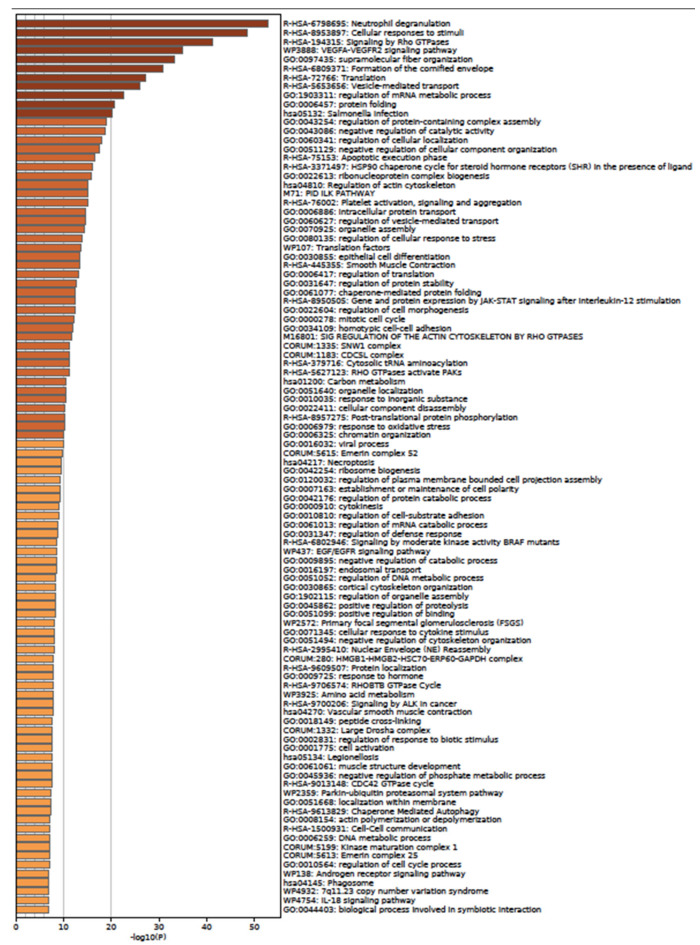 R-HSA-6798695: Neutrophil degranulation
R-HSA-8953897: Cellular responses to stimuli
R-HSA-194315: Signaling by Rho GTPases
WP3888: VEGFA-VEGFR2 signaling pathway
GO:0097435: supramolecular fiber organization
R-HSA-6809371: Formation of the cornified envelope
R-HSA-72766: Translation
R-HSA-5653656: Vesicle-mediated transport
GO:1903311: regulation of mRNA metabolic process
GO:0006457: protein folding
hsa05132: Salmonella infection
GO:0043254: regulation of protein-containing complex assembly
GO:0043086: negative regulation of catalytic activity
GO:0060341: regulation of cellular localization
GO:0051129: negative regulation of cellular component organization
R-HSA-75153: Apoptotic execution phase
R-HSA-3371497: HSP90 chaperone cycle for steroid hormone receptors (SHR) in the presence of ligand
GO:0022613: ribonucleoprotein complex biogenesis
hsa04810: Regulation of actin cytoskeleton
M71: PID ILK PATHWAY
R-HSA-76002: Platelet activation, signaling and aggregation
GO:0006886: intracellular protein transport
GO:0060627: regulation of vesicle-mediated transport
GO:0070925: organelle assembly
GO:0080135: regulation of cellular response to stress
WP107: Translation factors
GO:0030855: epithelial cell differentiation
R-HSA-445355: Smooth Muscle Contraction
GO:0006417: regulation of translation
GO:0031647: regulation of protein stability
GO:0061077: chaperone-mediated protein folding
R-HSA-8950505: Gene and protein expression by JAK-STAT signaling after Interleukin-12 stimulation
GO:0022604: regulation of cell morphogenesis
GO:0000278: mitotic cell cycle
GO:0034109: homotypic cell-cell adhesion
M16801: SIG REGULATION OF THE ACTIN CYTOSKELETON BY RHO GTPASES
CORUM:1335: SNW1 complex
CORUM:1183: CDC5L complex
R-HSA-379716: Cytosolic tRNA aminoacylation
R-HSA-5627123: RHO GTPases activate PAKs
hsa01200: Carbon metabolism
GO:0051640: organelle localization
GO:0010035: response to inorganic substance
GO:0022411: cellular component disassembly
R-HSA-8957275: Post-translational protein phosphorylation
GO:0006979: response to oxidative stress
GO:0006325: chromatin organization
GO:0016032: viral process
CORUM:5615: Emerin complex 52
hsa04217: Necroptosis
GO:0042254: ribosome biogenesis
GO:0120032: regulation of plasma membrane bounded cell projection assembly
GO:0007163: establishment or maintenance of cell polarity
GO:0042176: regulation of protein catabolic process
GO:0000910: cytokinesis
GO:0010810: regulation of cell-substrate adhesion
GO:0061013: regulation of mRNA catabolic process
GO:0031347: regulation of defense response
R-HSA-6802946: Signaling by moderate kinase activity BRAF mutants
WP437: EGF/EGFR signaling pathway
GO:0009895: negative regulation of catabolic process
GO:0016197: endosomal transport
GO:0051052: regulation of DNA metabolic process
GO:0030865: cortical cytoskeleton organization
GO:1902115: regulation of organelle assembly
GO:0045862: positive regulation of proteolysis
GO:0051099: positive regulation of binding
WP2572: Primary focal segmental glomerulosclerosis (FSGS)
GO:0071345: cellular response to cytokine stimulus
GO:0051494: negative regulation of cytoskeleton organization
R-HSA-2995410: Nuclear Envelope (NE) Reassembly
CORUM:280: HMGB1-HMGB2-HSC70-ERP60-GAPDH complex
R-HSA-9609507: Protein localization
GO:0009725: response to hormone
R-HSA-9706574: RHOBTB GTPase Cycle
WP3925: Amino acid metabolism
R-HSA-9700206: Signaling by ALK in cancer
hsa04270: Vascular smooth muscle contraction
GO:0018149: peptide cross-linking
CORUM:1332: Large Drosha complex
GO:0002831: regulation of response to biotic stimulus
GO:0001775: cell activation
hsa05134: Legionellosis
GO:0061061: muscle structure development
GO:0045936: negative regulation of phosphate metabolic process
R-HSA-9013148: CDC42 GTPase cycle
WP2359: Parkin-ubiquitin proteasomal system pathway
GO:0051668: localization within membrane
R-HSA-9613829: Chaperone Mediated Autophagy
GO:0008154: actin polymerization or depolymerization
R-HSA-1500931: Cell-Cell communication
GO:0006259: DNA metabolic process
CORUM:5199: Kinase maturation complex 1
CORUM:5613: Emerin complex 25
GO:0010564: regulation of cell cycle process
WP138: Androgen receptor signaling pathway
hsa04145: Phagosome
WP4932: 7q11.23 copy number variation syndrome
WP4754: IL-18 signaling pathway
GO:0044403: biological process involved in symbiotic interaction
0 10 20 30 40 50
-log10(P)